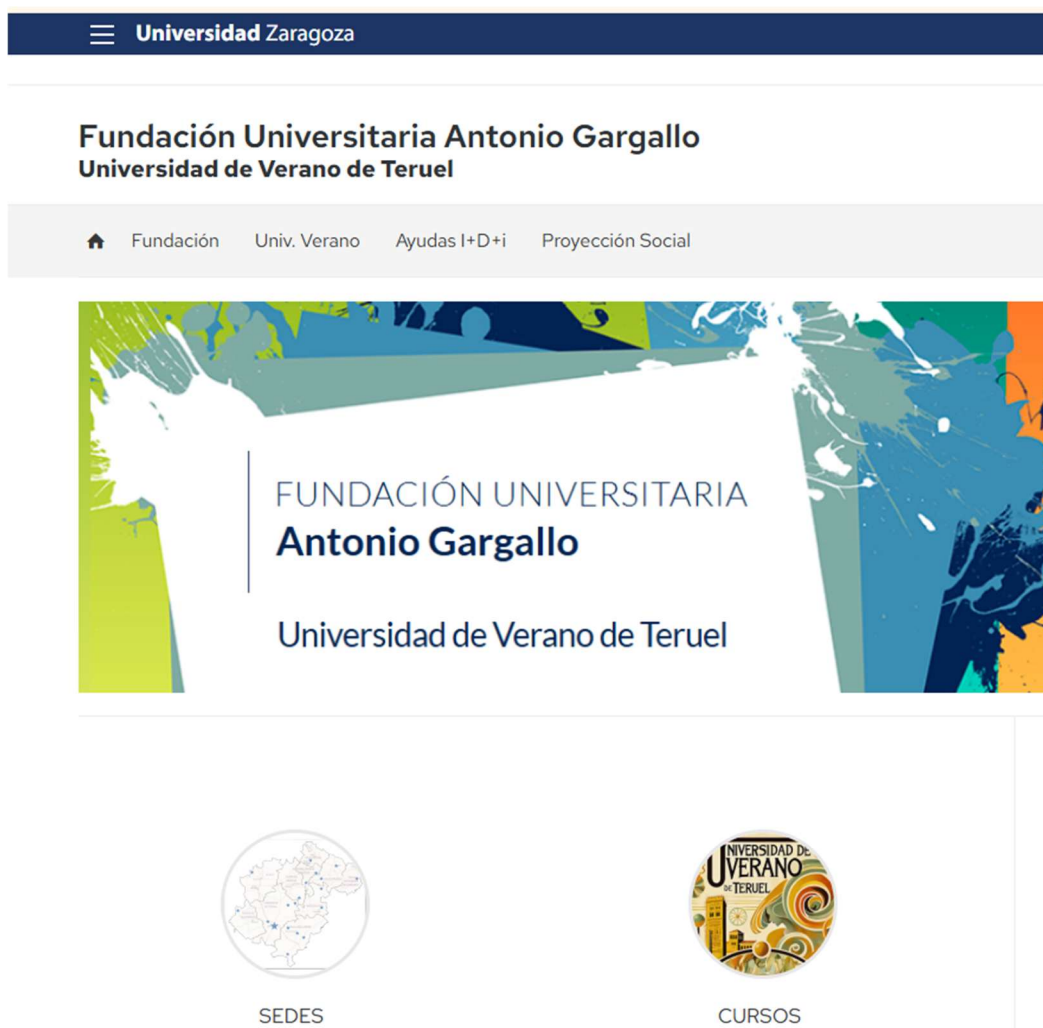 Universidad Zaragoza
Fundación Universitaria Antonio Gargallo
Universidad de Verano de Teruel
Fundación Univ. Verano Ayudas I+D+i Proyección Social
FUNDACIÓN UNIVERSITARIA
Antonio Gargallo
Universidad de Verano de Teruel
UNIVERSIDAD DE
VERANO
DE TERUEL
SEDES CURSOS